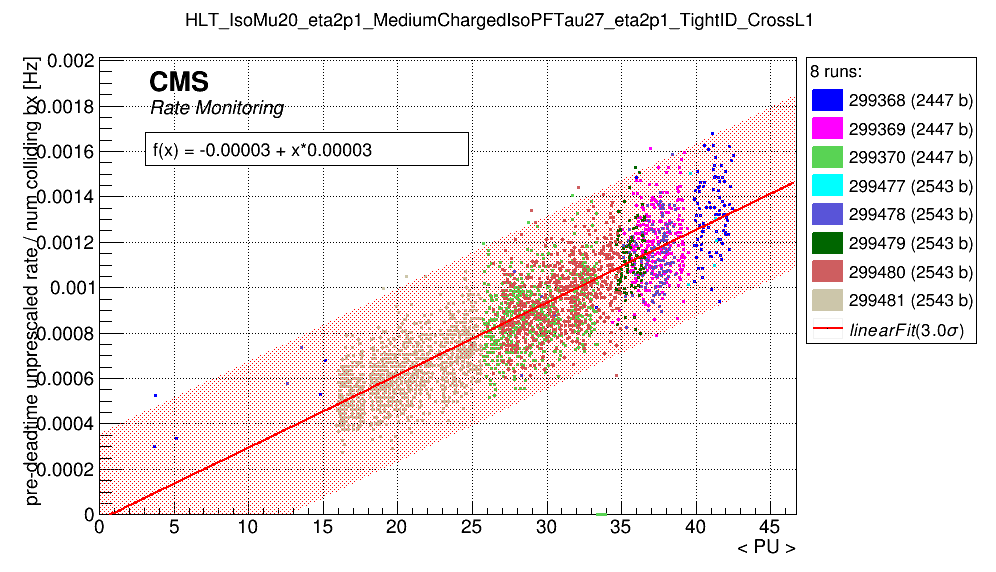 HLT_IsoMu20_eta2p1_MediumChargedIsoPFTau27_eta2p1_TightID_CrossL1
pre-deadtime unprescaled rate / num colliding bx [Hz]
0.002
0.0018
0.0016
0.0014
0.0012
0.001
0.0008
0.0006
0.0004
0.0002
0
CMS
Rate Monitoring
f(x) = -0.00003 + x*0.00003
0 5 10 15 20 25 30 35 40 45
< PU >
8 runs:
299368 (2447 b)
299369 (2447 b)
299370 (2447 b)
299477 (2543 b)
299478 (2543 b)
299479 (2543 b)
299480 (2543 b)
299481 (2543 b)
linearFit(3.0σ)